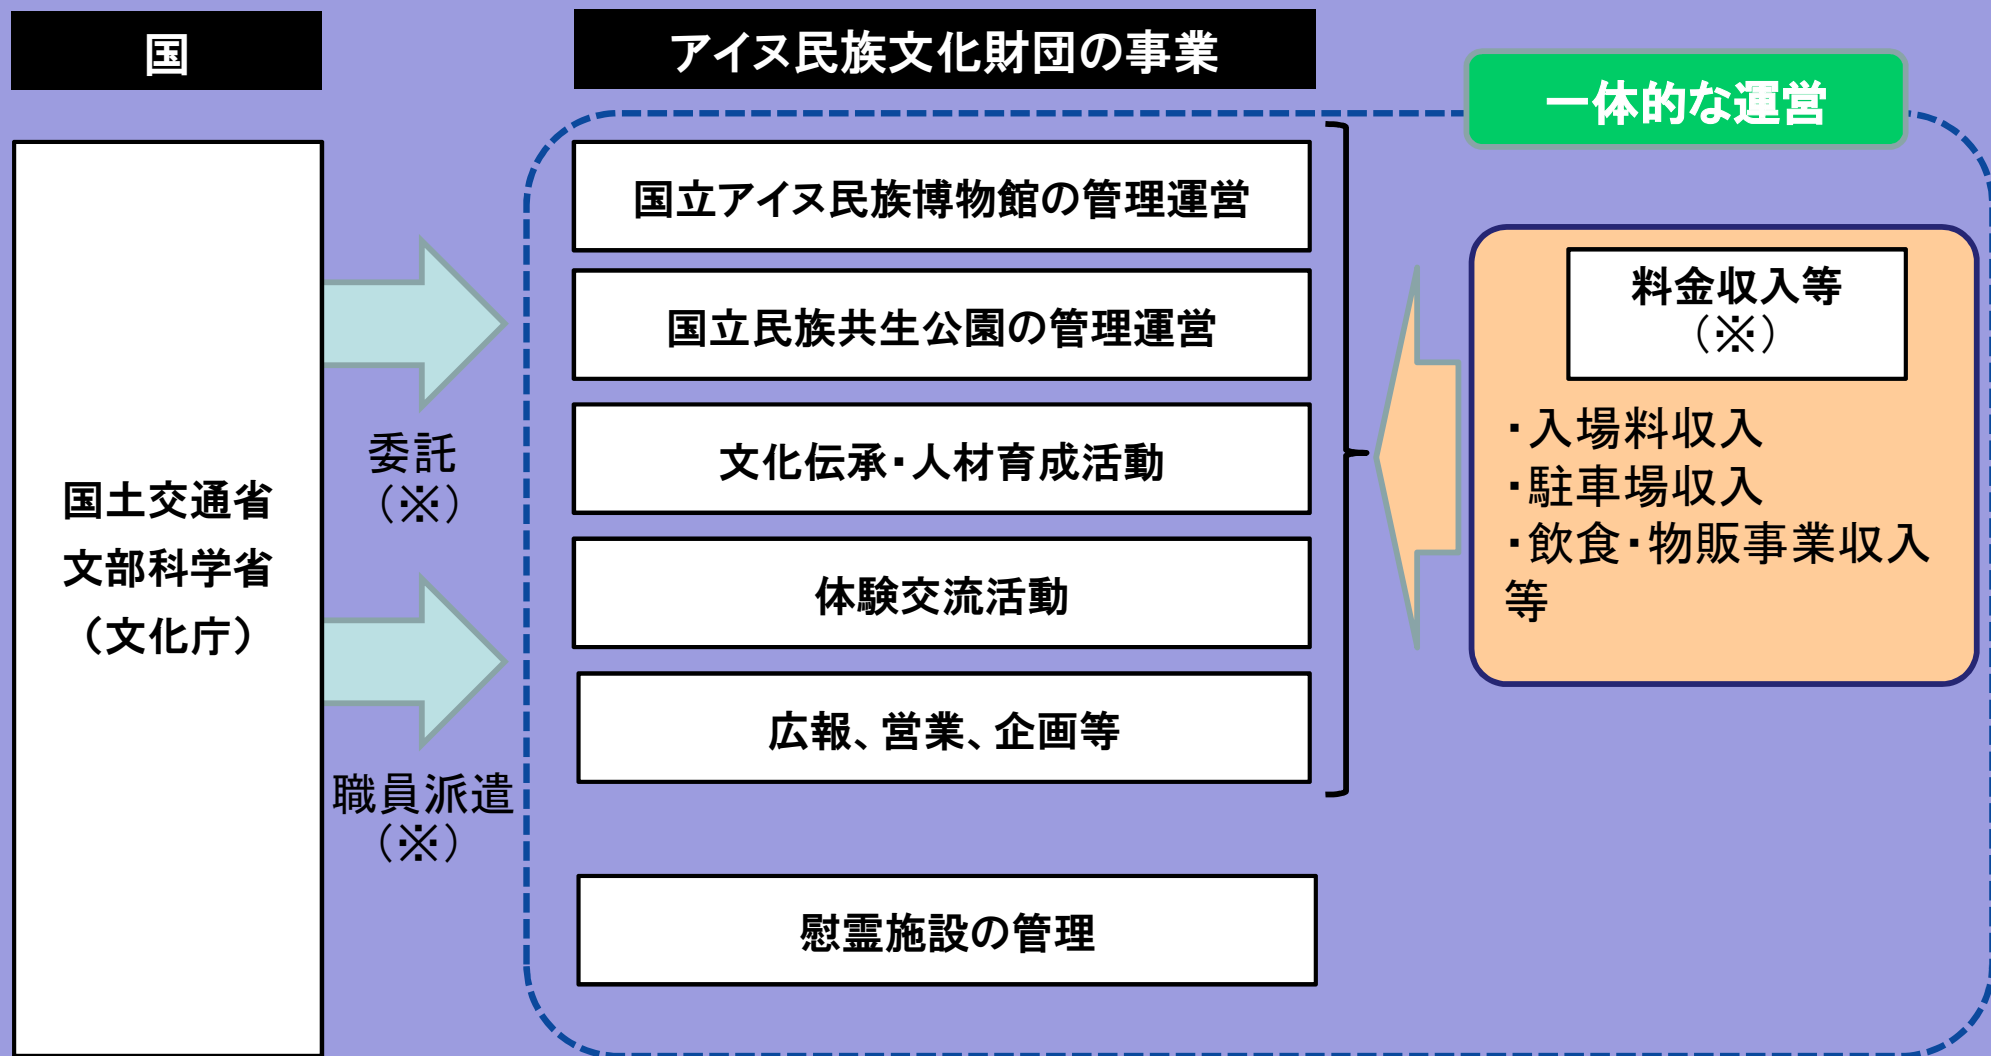 国
アイヌ民族文化財団の事業
一体的な運営
国土交通省
文部科学省
（文化庁）
委託
（※）
職員派遣
（※）
国立アイヌ民族博物館の管理運営
国立民族共生公園の管理運営
文化伝承・人材育成活動
体験交流活動
広報、営業、企画等
慰霊施設の管理
料金収入等
（※）
・入場料収入
・駐車場収入
・飲食・物販事業収入
等